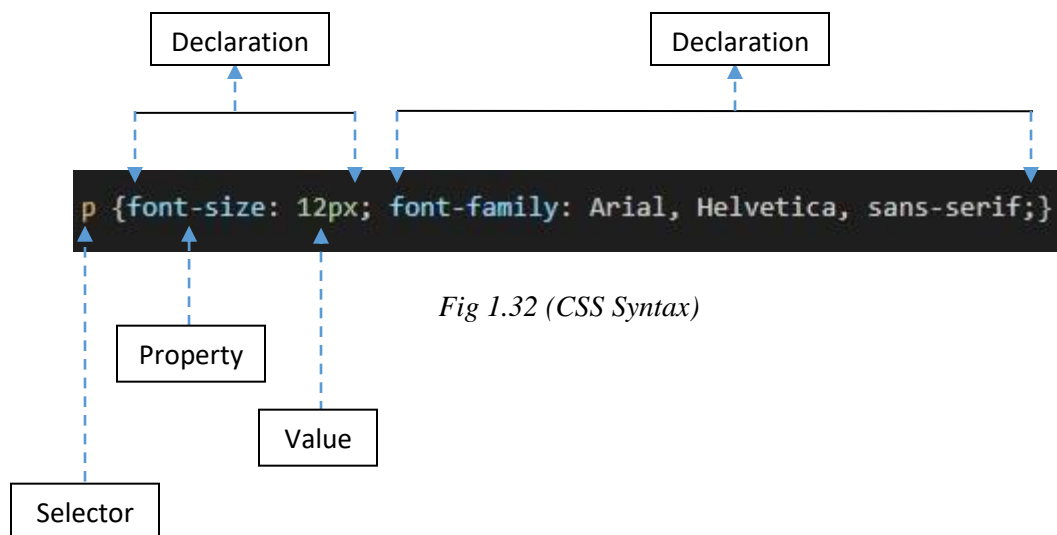 Declaration
Declaration
p {font-size: 12px; font-family: Arial, Helvetica, sans-serif;}
Fig 1.32 (CSS Syntax)
Property
Value
Selector